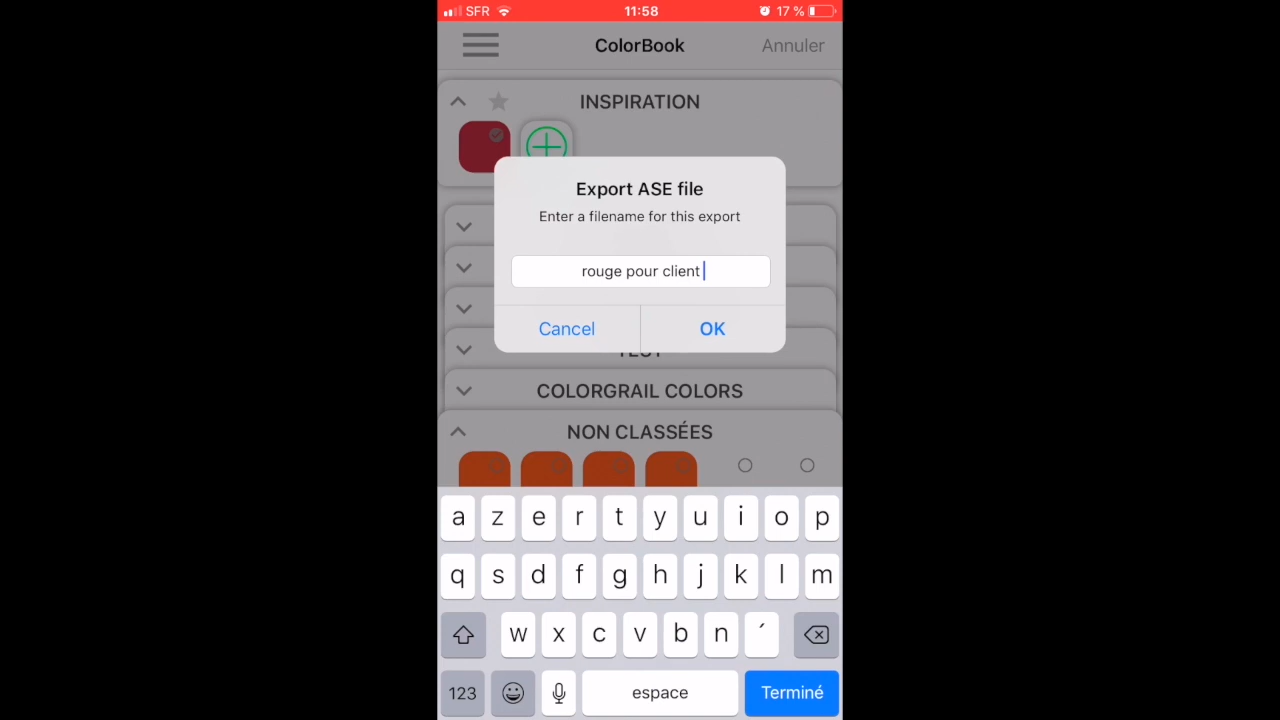 SFR 11:58 17 %
ColorBook Annuler
INSPIRATION
Export ASE file
Enter a filename for this export
rouge pour client
Cancel OK
TEST
COLORGRAIL COLORS
NON CLASSÉES
a z e r t y u i o p
q s d f g h j k l m
w x c v b n ´
123 espace Terminé